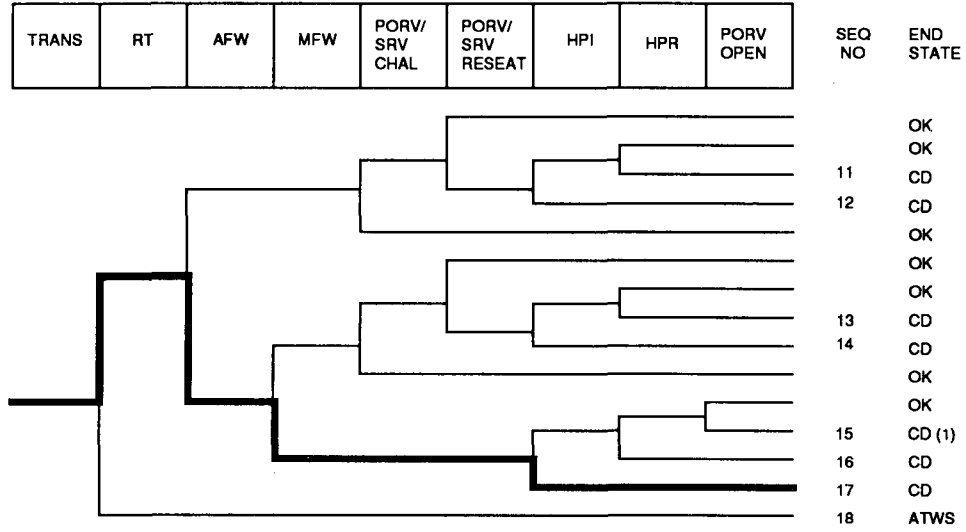 TRANS RT AFW MFW PORV/ SRV CHAL PORV/ SRV RESEAT HPI HPR PORV OPEN SEQ NO END STATE
OK
OK
11 CD
12 CD
OK
OK
OK
13 CD
14 CD
OK
OK
15 CD (1)
16 CD
17 CD
18 ATWS